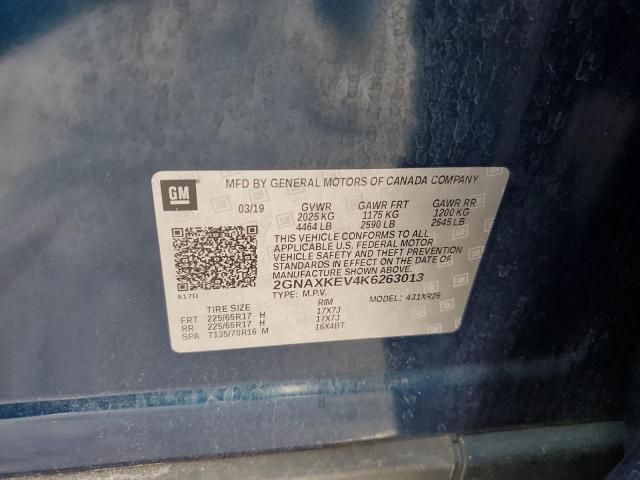 GM
MFD BY GENERAL MOTORS OF CANADA COMPANY
03/19 GVWR GAWR FRT GAWR RR
2025 KG 1175 KG 1200 KG
4464 LB 2590 LB 2645 LB
THIS VEHICLE CONFORMS TO ALL
APPLICABLE U.S. FEDERAL MOTOR
VEHICLE SAFETY AND THEFT PREVENTION
STANDARDS IN EFFECT ON THE DATE OF
MANUFACTURE SHOWN ABOVE.
2GNAXKEV4K6263013
617D TYPE: M.P.V. MODEL: 431XR26
TIRE SIZE RIM
FRT 225/65R17 H 17X7J
RR 225/65R17 H 17X7J
SPA T135/70R16 M 16X4BT